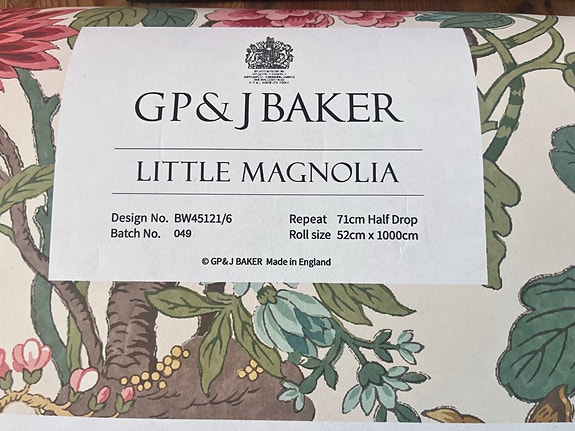 GP & J BAKER
LITTLE MAGNOLIA
Design No. BW45121/6
Batch No. 049
Repeat 71cm Half Drop
Roll size 52cm x 1000cm
© GP & J BAKER Made in England